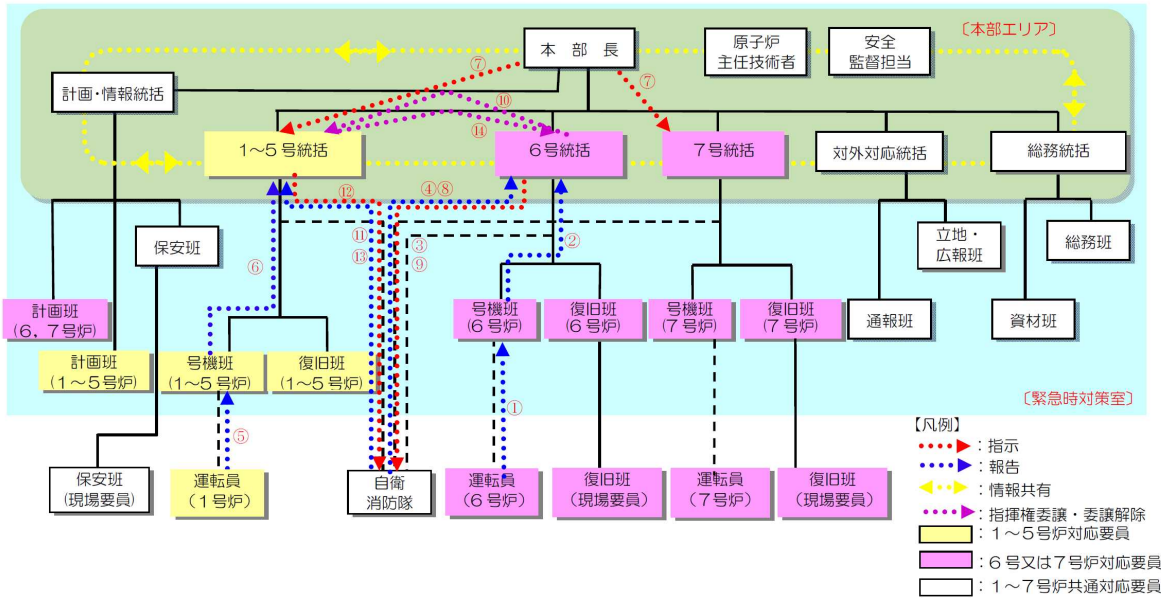 〔本部エリア〕
本　部　長
原子炉
主任技術者
安全
監督担当
⑦
⑦
計画・情報統括
⑩
⑭
1～5号統括
6号統括
7号統括
対外対応統括
総務統括
⑫
④⑧
保安班
⑪
⑬
③
⑨
②
⑥
立地・
広報班
総務班
計画班
(6，7号炉)
号機班
(6号炉)
復旧班
(6号炉)
号機班
(7号炉)
復旧班
(7号炉)
通報班
資材班
計画班
(1～5号炉)
号機班
(1～5号炉)
復旧班
(1～5号炉)
〔緊急時対策室〕
①
⑤
保安班
(現場要員)
運転員
(1号炉)
自衛
消防隊
運転員
(6号炉)
復旧班
(現場要員)
運転員
(7号炉)
復旧班
(現場要員)
【凡例】
：指示
：報告
：情報共有
：指揮権委譲・委譲解除
：1～5号炉対応要員
：6号又は7号炉対応要員
：1～7号炉共通対応要員